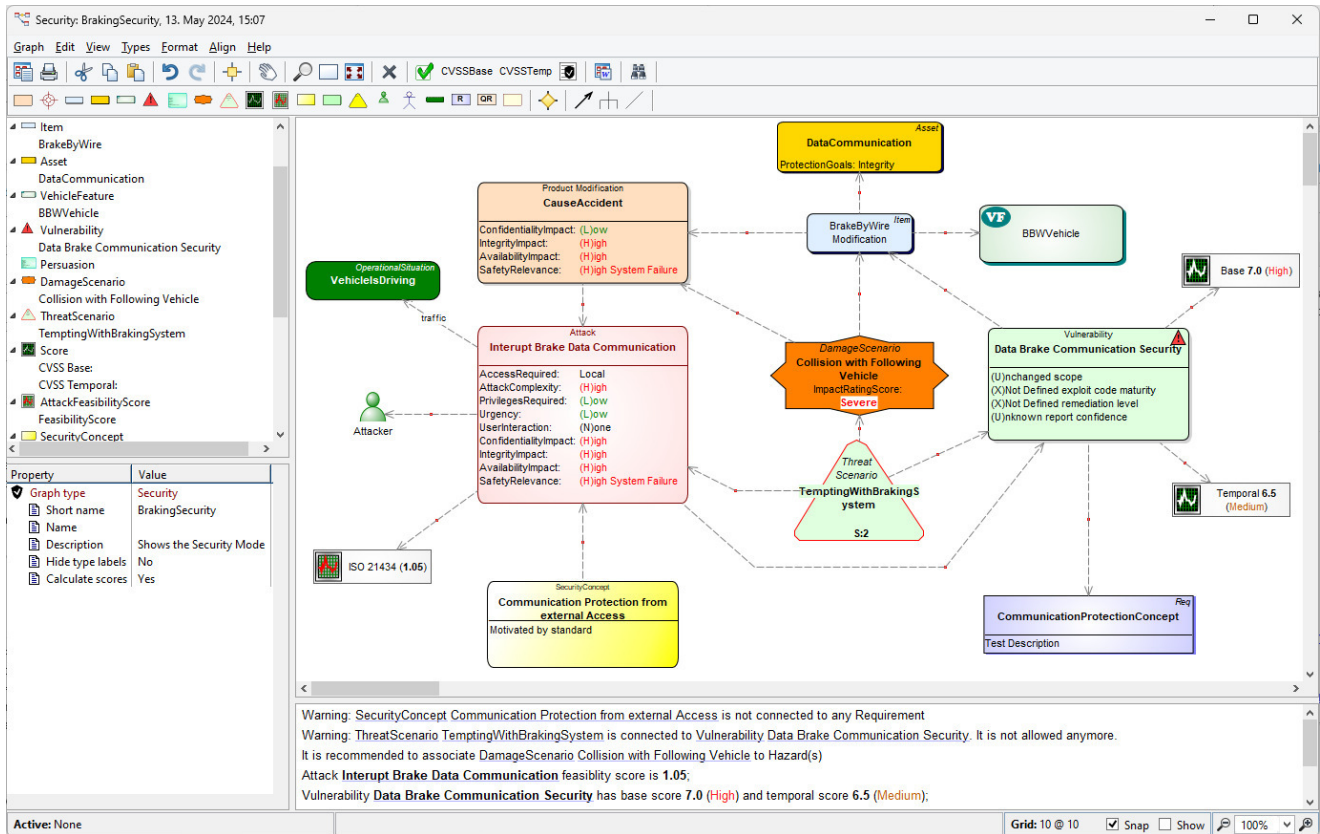 Security: BrakingSecurity, 13. May 2024, 15:07
Graph Edit View Types Format Align Help
CVSSBase CVSSTemp
R QR
Item
BrakeByWire
Asset
DataCommunication
VehicleFeature
BBWVehicle
Vulnerability
Data Brake Communication Security
Persuasion
DamageScenario
Collision with Following Vehicle
ThreatScenario
TemptingWithBrakingSystem
Score
CVSS Base:
CVSS Temporal:
AttackFeasibilityScore
FeasibilityScore
SecurityConcept
Property Value
Graph type Security
Short name BrakingSecurity
Name
Description Shows the Security Mode
Hide type labels No
Calculate scores Yes
Asset
DataCommunication
ProtectionGoals: Integrity
Product Modification
CauseAccident
ConfidentialityImpact: (L)ow
IntegrityImpact: (H)igh
AvailabilityImpact: (H)igh
SafetyRelevance: (H)igh System Failure
Item
BrakeByWire
Modification
VF
BBWVehicle
OperationalSituation
VehicleIsDriving
traffic
Base 7.0 (High)
Attack
Interupt Brake Data Communication
AccessRequired: Local
AttackComplexity: (H)igh
PrivilegesRequired: (L)ow
Urgency: (L)ow
UserInteraction: (N)one
ConfidentialityImpact: (H)igh
IntegrityImpact: (H)igh
AvailabilityImpact: (H)igh
SafetyRelevance: (H)igh System Failure
Attacker
DamageScenario
Collision with Following
Vehicle
ImpactRatingScore:
Severe
Vulnerability
Data Brake Communication Security
(U)nchanged scope
(X)Not Defined exploit code maturity
(X)Not Defined remediation level
(U)nknown report confidence
Threat
Scenario
TemptingWithBrakingS
ystem
S:2
Temporal 6.5
(Medium)
ISO 21434 (1.05)
SecurityConcept
Communication Protection from
external Access
Motivated by standard
Req
CommunicationProtectionConcept
Test Description
Warning: SecurityConcept Communication Protection from external Access is not connected to any Requirement
Warning: ThreatScenario TemptingWithBrakingSystem is connected to Vulnerability Data Brake Communication Security. It is not allowed anymore.
It is recommended to associate DamageScenario Collision with Following Vehicle to Hazard(s)
Attack Interupt Brake Data Communication feasiblity score is 1.05;
Vulnerability Data Brake Communication Security has base score 7.0 (High) and temporal score 6.5 (Medium);
Active: None
Grid: 10 @ 10 Snap Show 100%